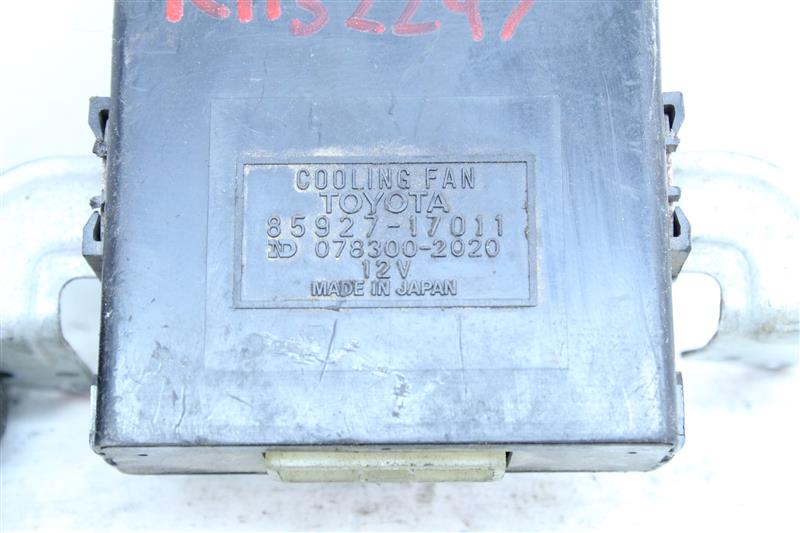 COOLING FAN
TOYOTA
85927-17011
ND 078300-2020
12V
MADE IN JAPAN